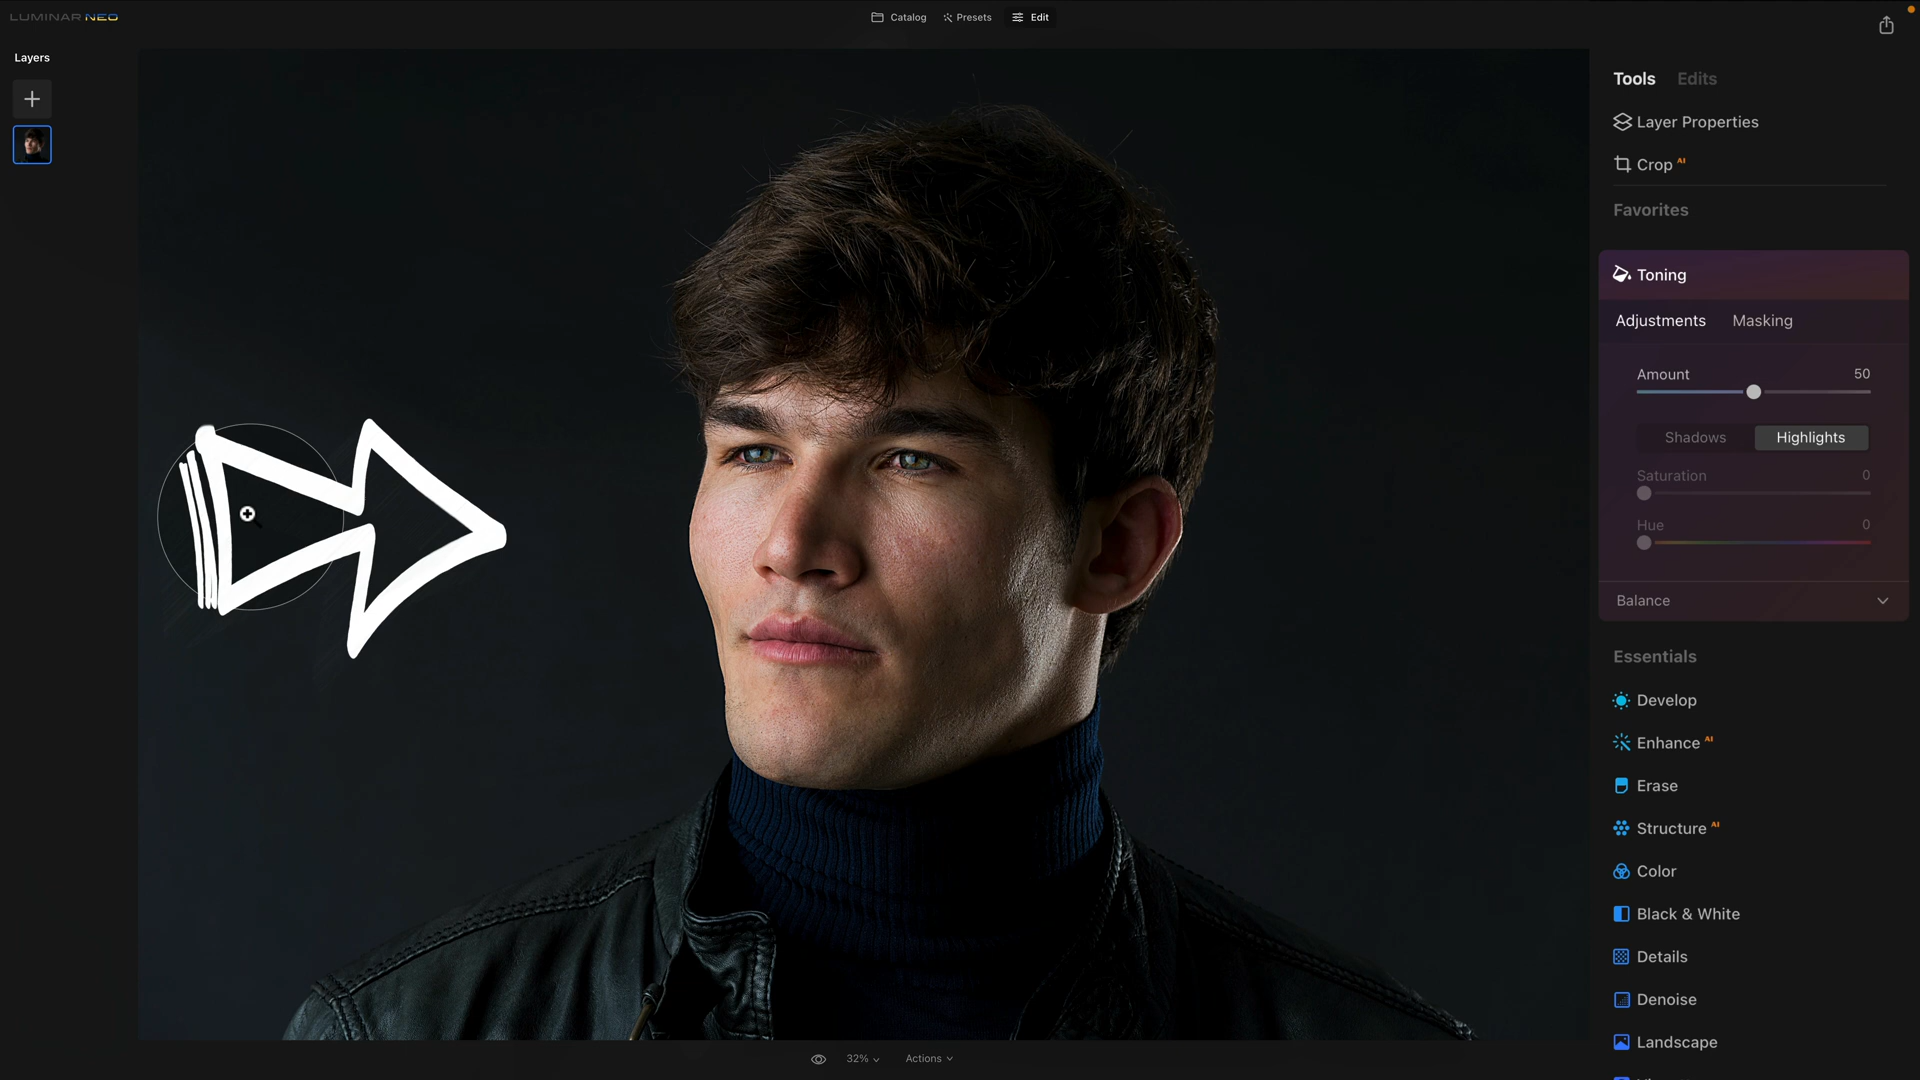 LUMINAR NEO
Catalog
Presets
Edit
Layers
Tools
Edits
Layer Properties
Crop AI
Favorites
Toning
Adjustments
Masking
Amount
50
Shadows
Highlights
Saturation
0
Hue
0
Balance
Essentials
Develop
Enhance AI
Erase
Structure AI
Color
Black & White
Details
Denoise
Landscape
32%
Actions